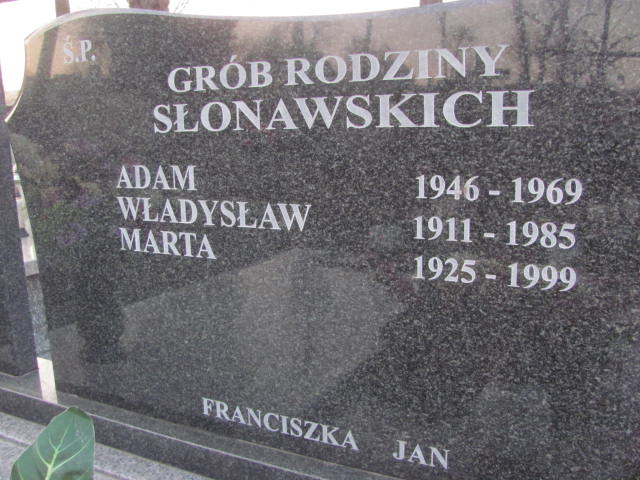 Ś.P.
GRÓB RODZINY
SŁONAWSKICH
ADAM 1946 - 1969
WŁADYSŁAW 1911 - 1985
MARTA 1925 - 1999
FRANCISZKA JAN